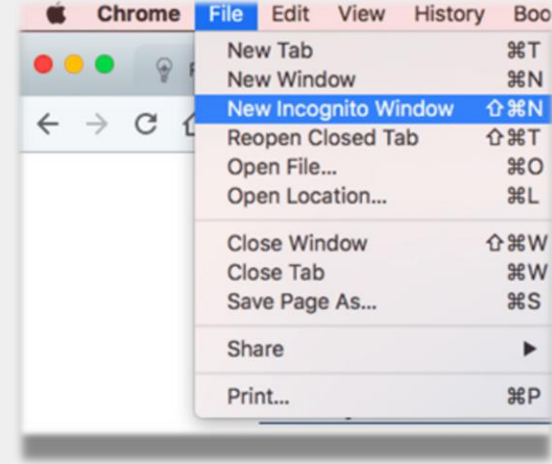 Chrome File Edit View History Boo
New Tab ⌘T
New Window ⌘N
New Incognito Window ⇧⌘N
Reopen Closed Tab ⇧⌘T
Open File... ⌘O
Open Location... ⌘L
Close Window ⇧⌘W
Close Tab ⌘W
Save Page As... ⌘S
Share ▶
Print... ⌘P